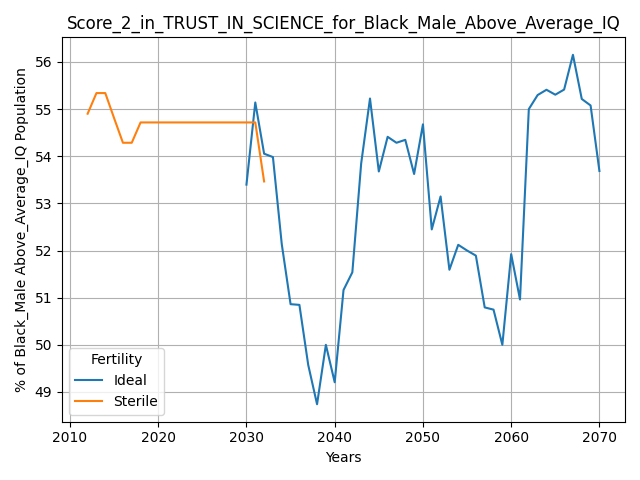 Score_2_in_TRUST_IN_SCIENCE_for_Black_Male_Above_Average_IQ
% of Black_Male Above_Average_IQ Population
56
55
54
53
52
51
50
49
Fertility
Ideal
Sterile
2010 2020 2030 2040 2050 2060 2070
Years